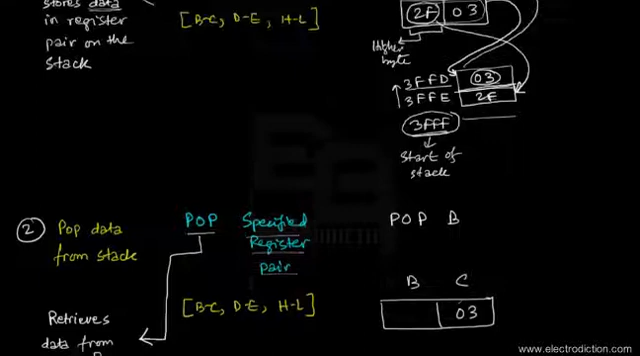 stores data
in register
pair on the
stack
[B-C, D-E, H-L]
2F 03
Higher
byte
3FFD 03
3FFE 2F
3FFF
Start of
stack
2 Pop data
from stack
POP Specified
Register
pair
[B-C, D-E, H-L]
POP B
B C
03
Retrieves
data from
www.electrodiction.com